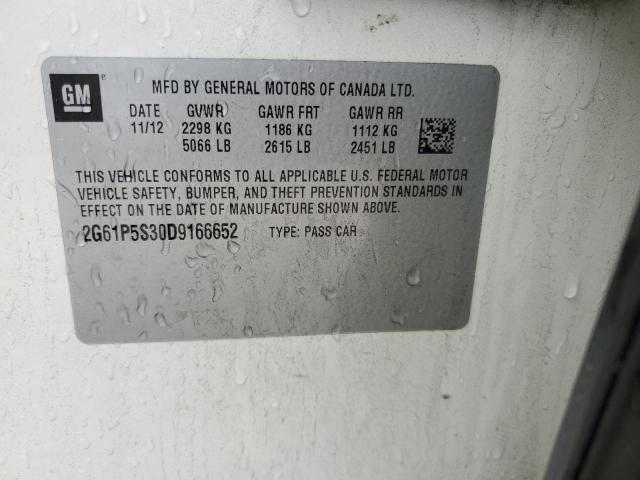 GM ®
MFD BY GENERAL MOTORS OF CANADA LTD.
DATE GVWR GAWR FRT GAWR RR
11/12 2298 KG 1186 KG 1112 KG
5066 LB 2615 LB 2451 LB
THIS VEHICLE CONFORMS TO ALL APPLICABLE U.S. FEDERAL MOTOR
VEHICLE SAFETY, BUMPER, AND THEFT PREVENTION STANDARDS IN
EFFECT ON THE DATE OF MANUFACTURE SHOWN ABOVE.
2G61P5S30D9166652 TYPE: PASS CAR